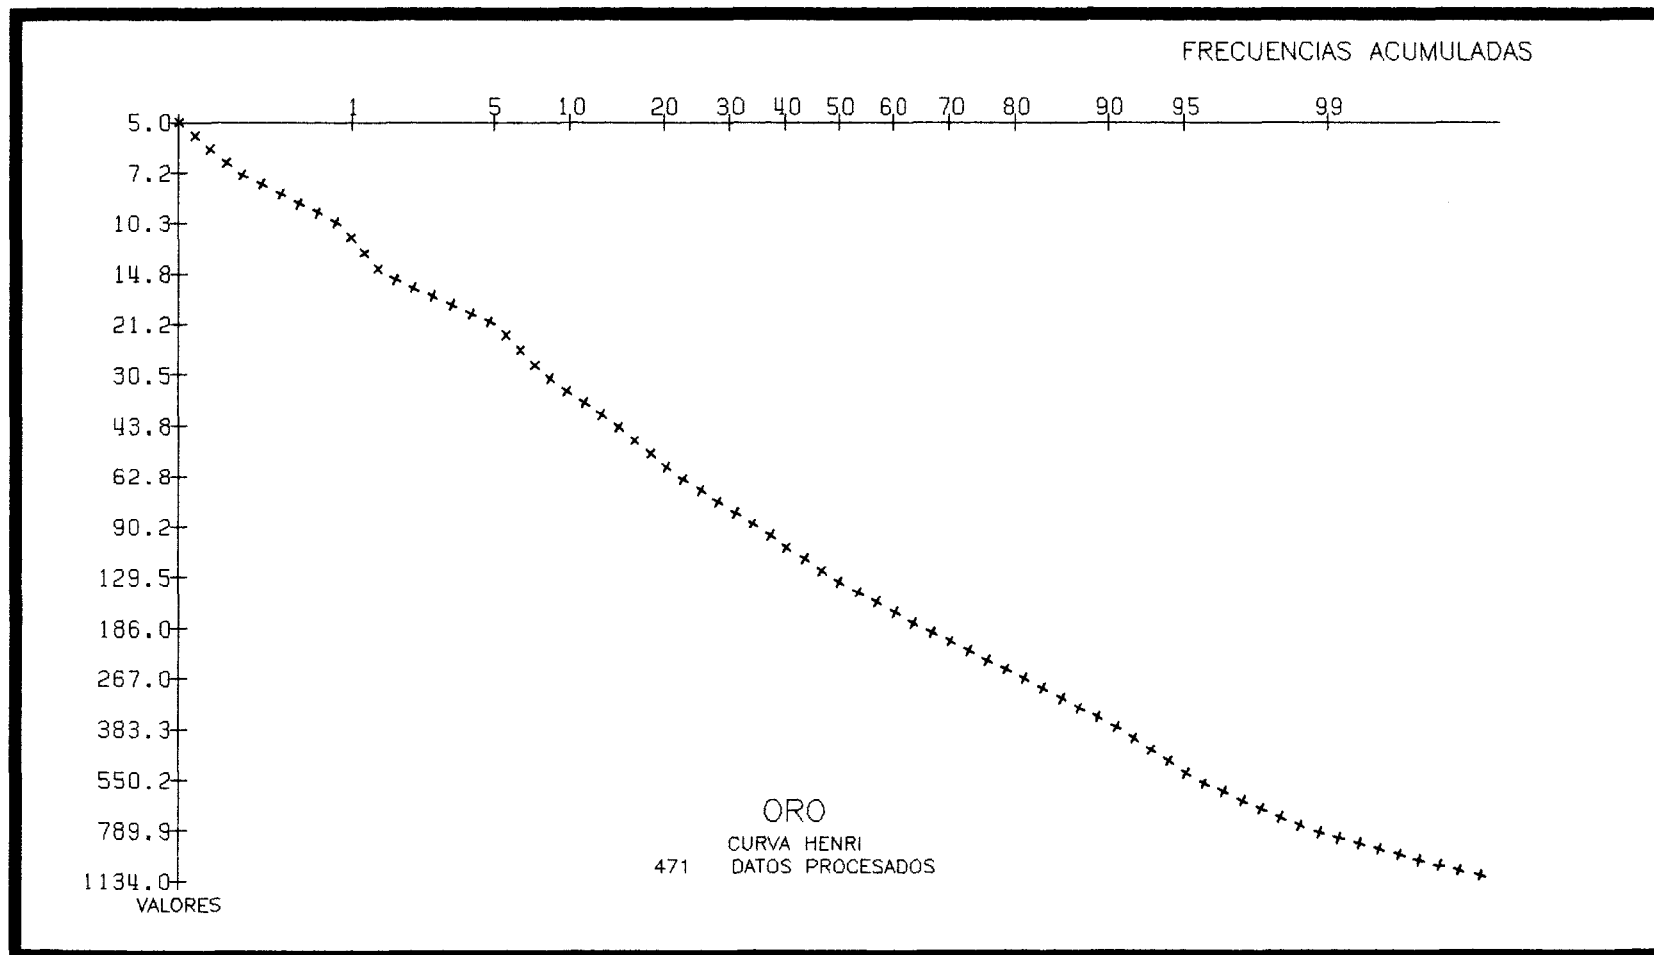 FRECUENCIAS ACUMULADAS
1 5 10 20 30 40 50 60 70 80 90 95 99
5.0
7.2
10.3
14.8
21.2
30.5
43.8
62.8
90.2
129.5
186.0
267.0
383.3
550.2
789.9
1134.0
VALORES
ORO
CURVA HENRI
471 DATOS PROCESADOS